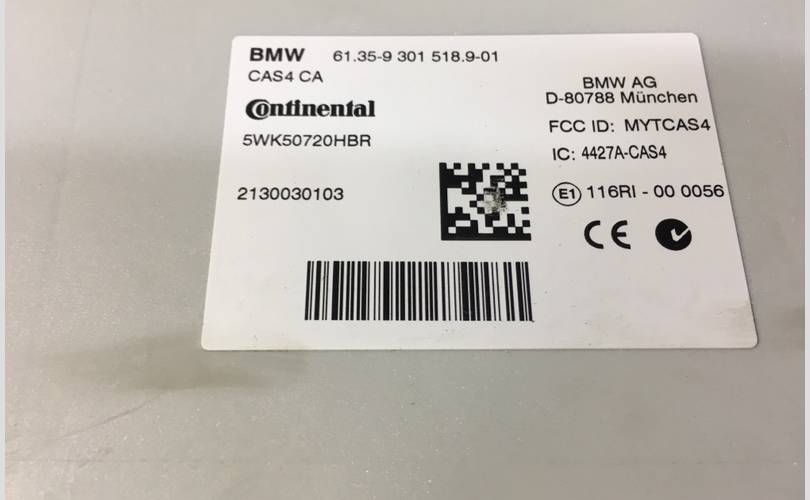 BMW 61.35-9 301 518.9-01
CAS4 CA
Continental
5WK50720HBR
2130030103
BMW AG
D-80788 München
FCC ID: MYTCAS4
IC: 4427A-CAS4
E1 116RI - 00 0056
CE